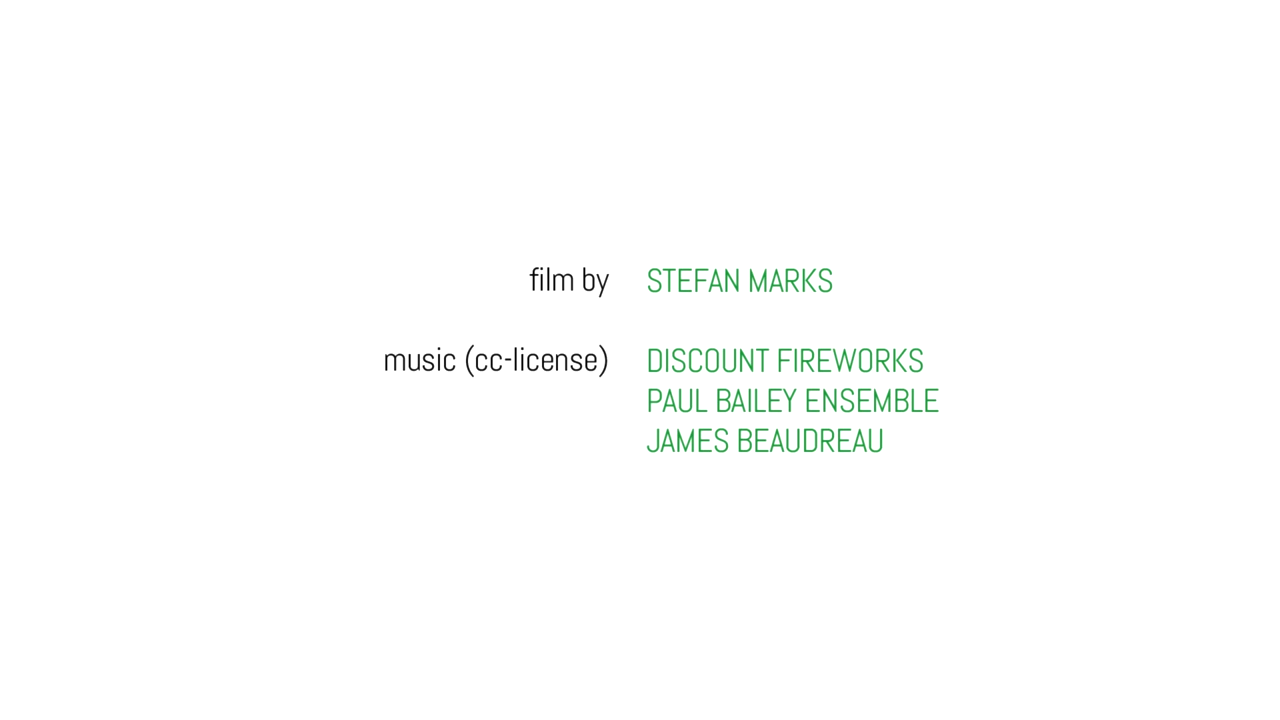 film by STEFAN MARKS
music (cc-license) DISCOUNT FIREWORKS
PAUL BAILEY ENSEMBLE
JAMES BEAUDREAU